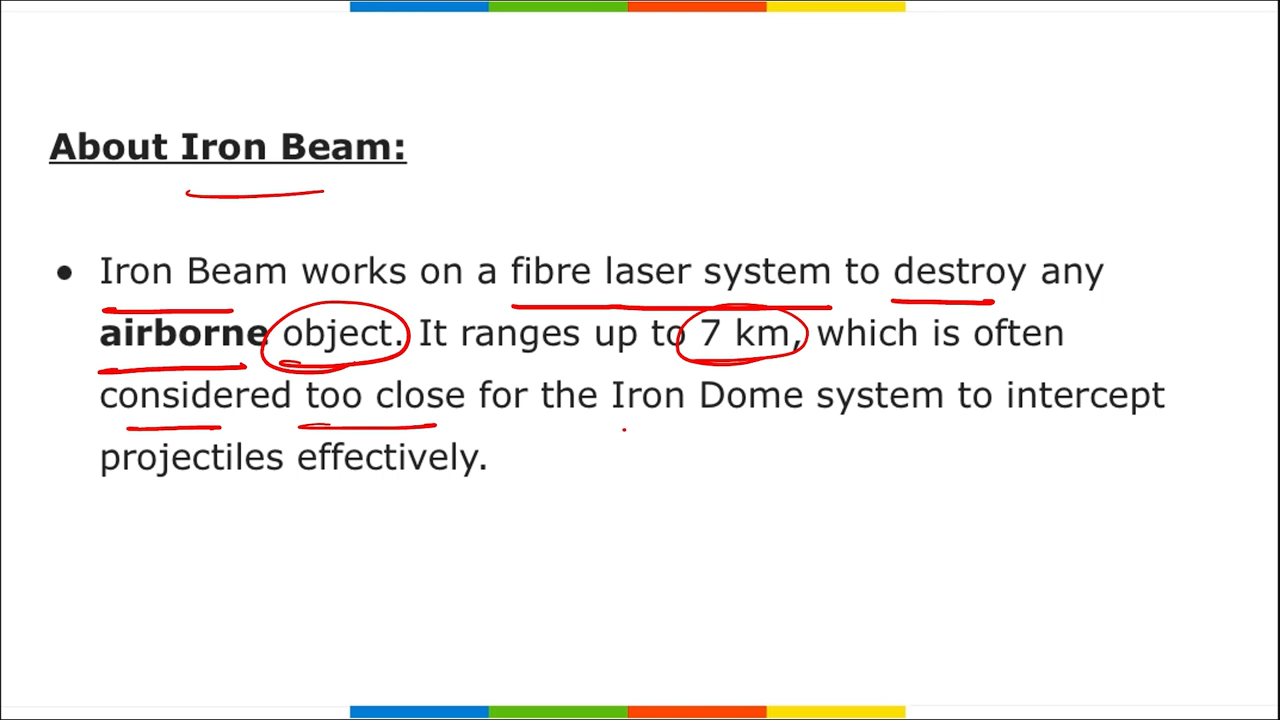 About Iron Beam:
● Iron Beam works on a fibre laser system to destroy any
airborne object. It ranges up to 7 km, which is often
considered too close for the Iron Dome system to intercept
projectiles effectively.